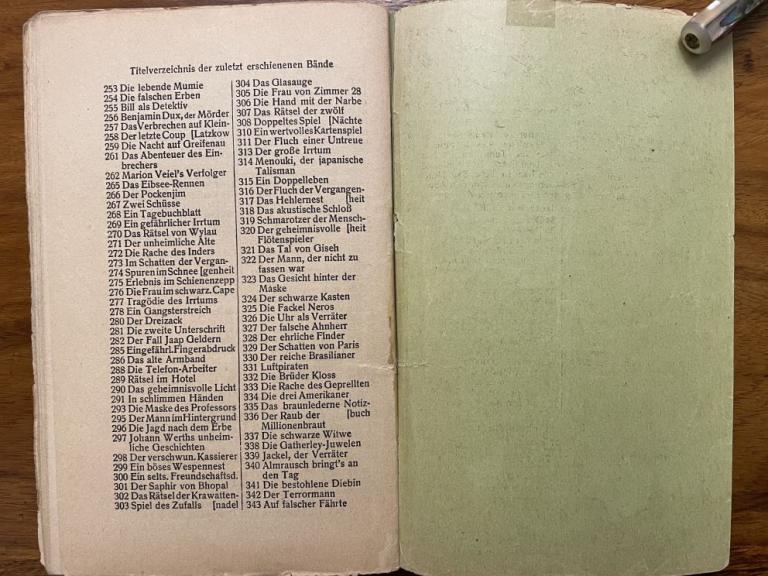 Titelverzeichnis der zuletzt erschienenen Bände
253 Die lebende Mumie
254 Die falschen Erben
255 Bill als Detektiv
256 Benjamin Dux, der Mörder
257 Das Verbrechen auf Klein-
258 Der letzte Coup [Latzkow
259 Die Nacht auf Greifenau
261 Das Abenteuer des Ein-
brechers
262 Marion Veiel's Verfolger
265 Das Eibsee-Rennen
266 Der Pockenjim
267 Zwei Schüsse
268 Ein Tagebuchblatt
269 Ein gefährlicher Irrtum
270 Das Rätsel von Wylau
271 Der unheimliche Alte
272 Die Rache des Inders
273 Im Schatten der Vergan-
274 Spuren im Schnee [genheit
275 Erlebnis im Schienenzepp
276 Die Frau im schwarz. Cape
277 Tragödie des Irrtums
278 Ein Gangsterstreich
280 Der Dreizack
281 Die zweite Unterschrift
282 Der Fall Jaap Geldern
285 Ein gefährl. Fingerabdruck
286 Das alte Armband
288 Die Telefon-Arbeiter
289 Rätsel im Hotel
290 Das geheimnisvolle Licht
291 In schlimmen Händen
293 Die Maske des Professors
295 Der Mann im Hintergrund
296 Die Jagd nach dem Erbe
297 Johann Werths unheim-
liche Geschichten
298 Der verschwun. Kassierer
299 Ein böses Wespennest
300 Ein selts. Freundschaftsd.
301 Der Saphir von Bhopal
302 Das Rätsel der Krawatten-
303 Spiel des Zufalls [nadel
304 Das Glasauge
305 Die Frau von Zimmer 28
306 Die Hand mit der Narbe
307 Das Rätsel der zwölf
308 Doppeltes Spiel [Nächte
310 Ein wertvolles Kartenspiel
311 Der Fluch einer Untreue
313 Der große Irrtum
314 Menouki, der japanische
Talisman
315 Ein Doppelleben
316 Der Fluch der Vergangen-
317 Das Hehlernest [heit
318 Das akustische Schloß
319 Schmarotzer der Mensch-
320 Der geheimnisvolle [heit
Flötenspieler
321 Das Tal von Giseh
322 Der Mann, der nicht zu
fassen war
323 Das Gesicht hinter der
Maske
324 Der schwarze Kasten
325 Die Fackel Neros
326 Die Uhr als Verräter
327 Der falsche Ahnherr
328 Der ehrliche Finder
329 Der Schatten von Paris
330 Der reiche Brasilianer
331 Luftpiraten
332 Die Brüder Kloss
333 Die Rache des Geprellten
334 Die drei Amerikaner
335 Das braunlederne Notiz-
336 Der Raub der [buch
Millionenbraut
337 Die schwarze Witwe
338 Die Gatherley-Juwelen
339 Jackel, der Verräter
340 Almrausch bringt's an
den Tag
341 Die bestohlene Diebin
342 Der Terrormann
343 Auf falscher Fährte